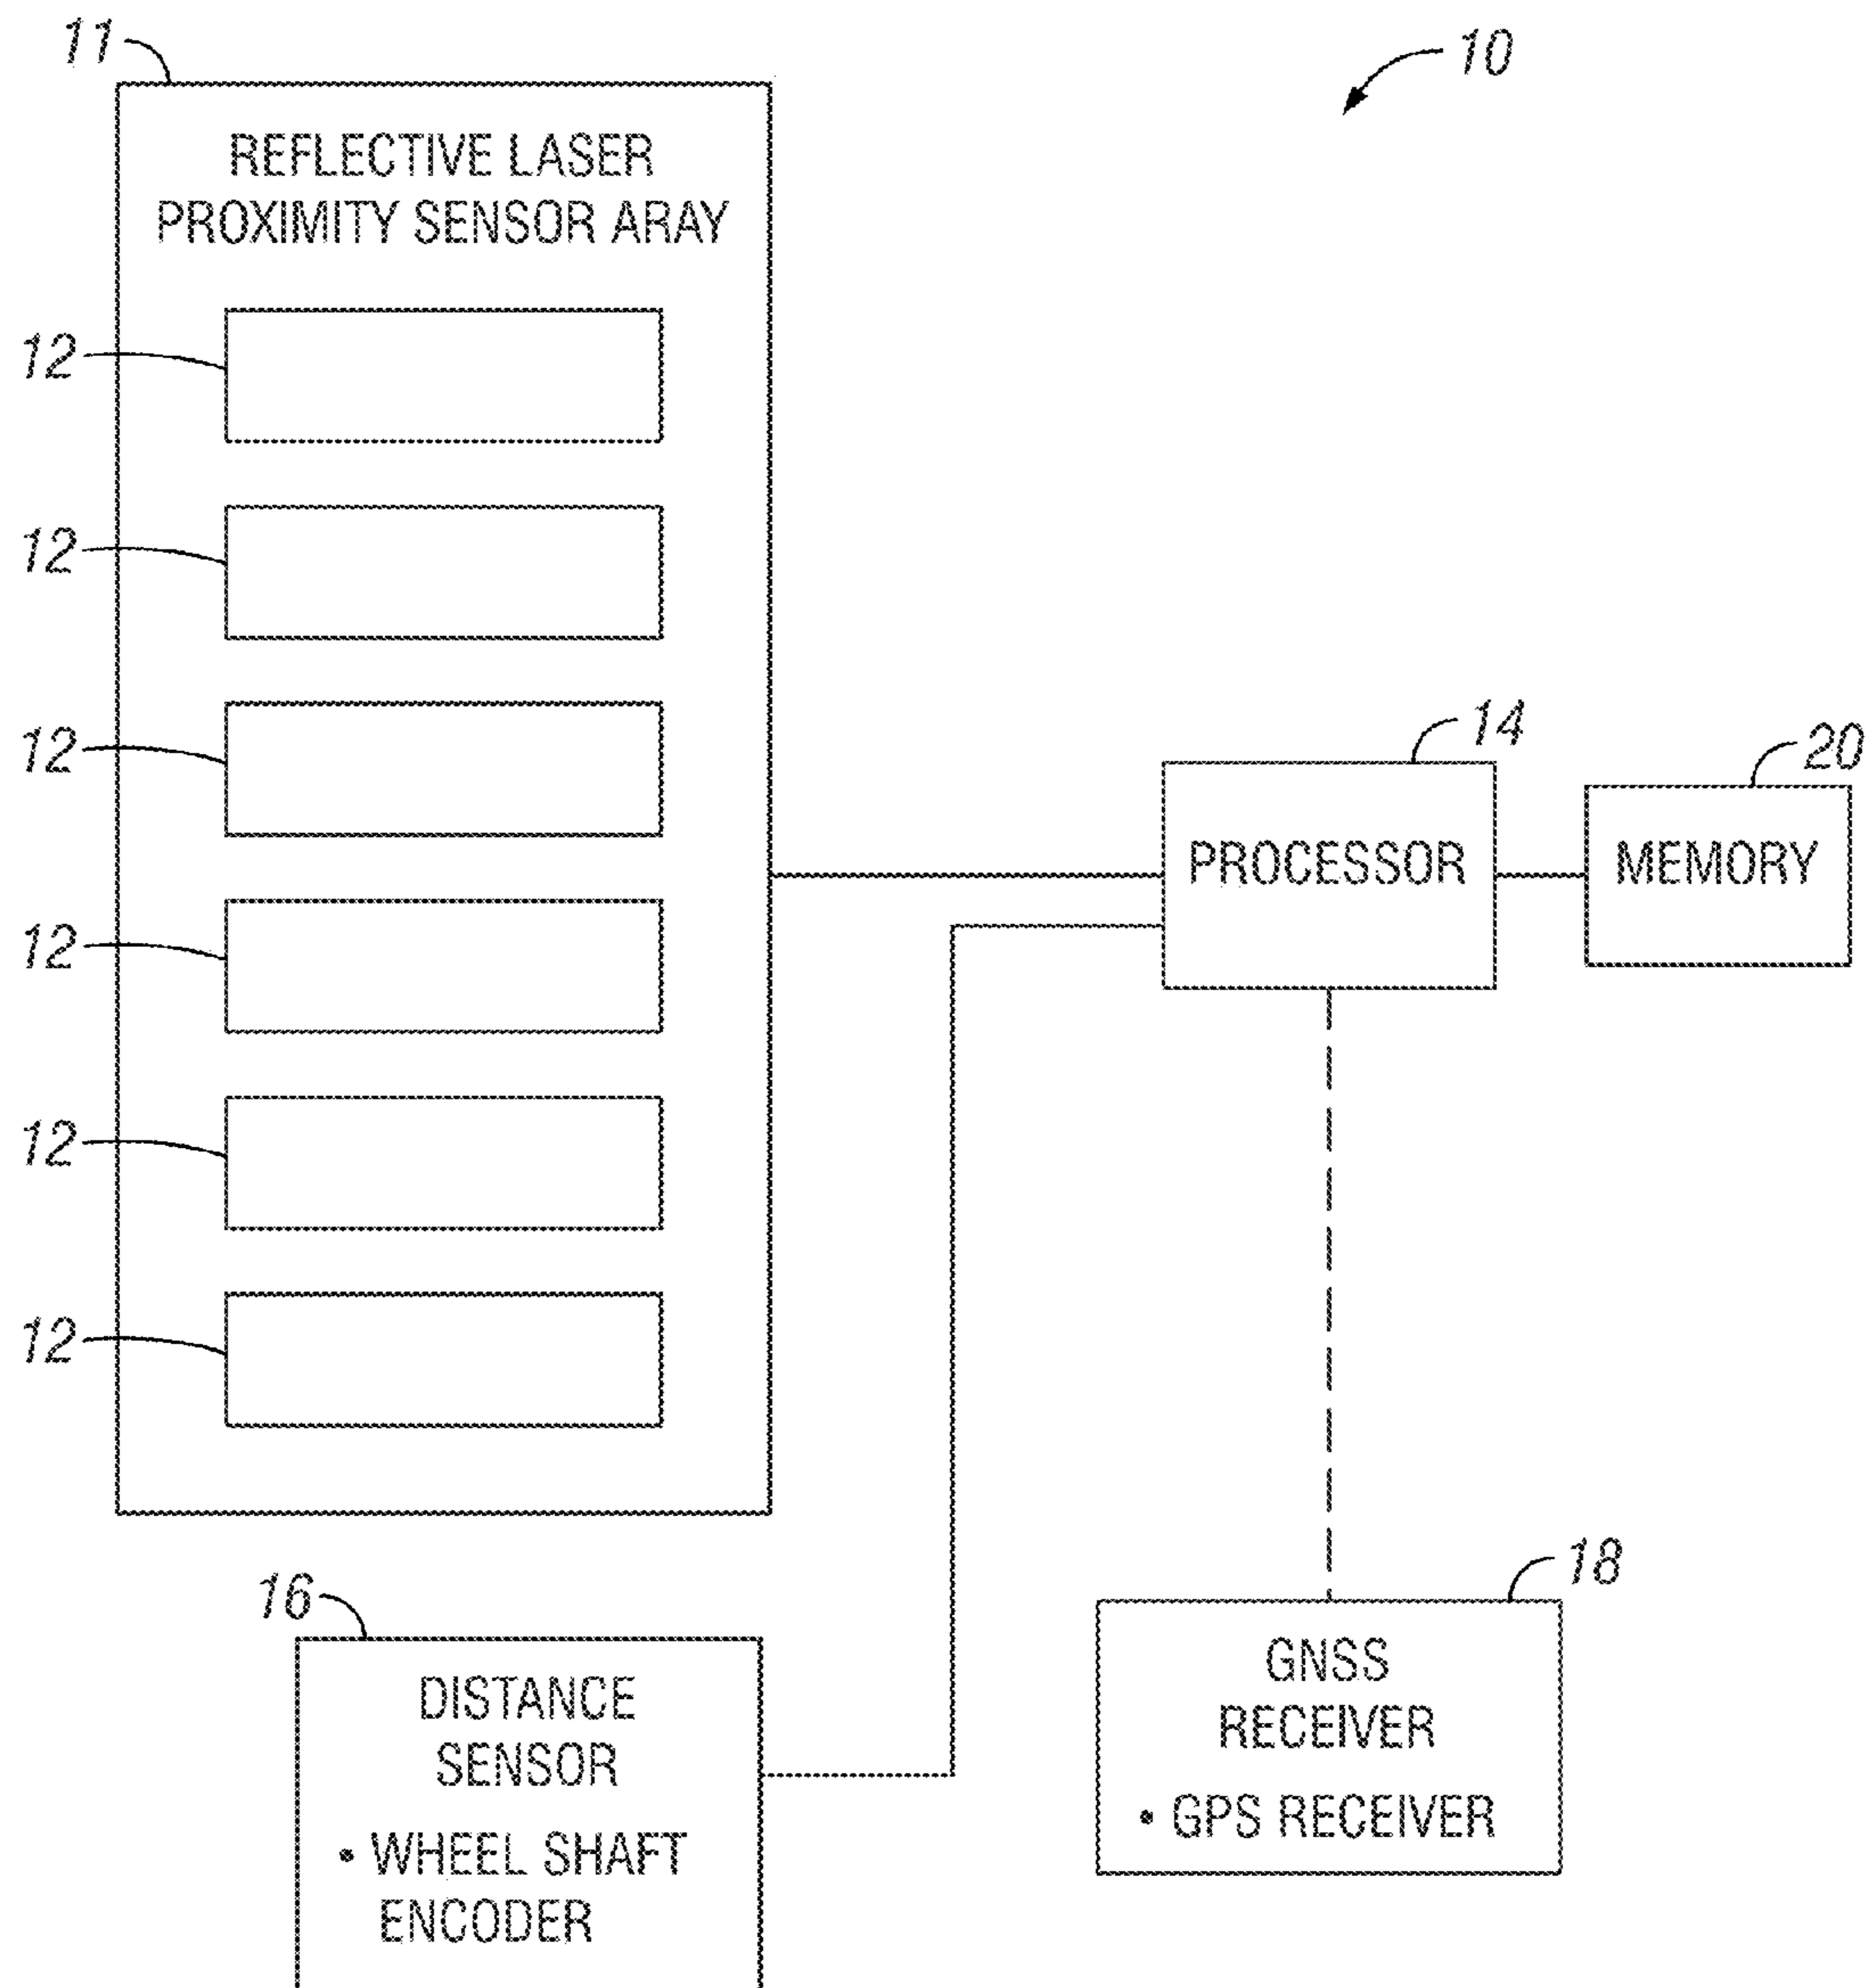 11
10
REFLECTIVE LASER
PROXIMITY SENSOR ARAY
12
12
12
12
12
12
14
PROCESSOR
20
MEMORY
16
DISTANCE
SENSOR
• WHEEL SHAFT
ENCODER
18
GNSS
RECEIVER
• GPS RECEIVER